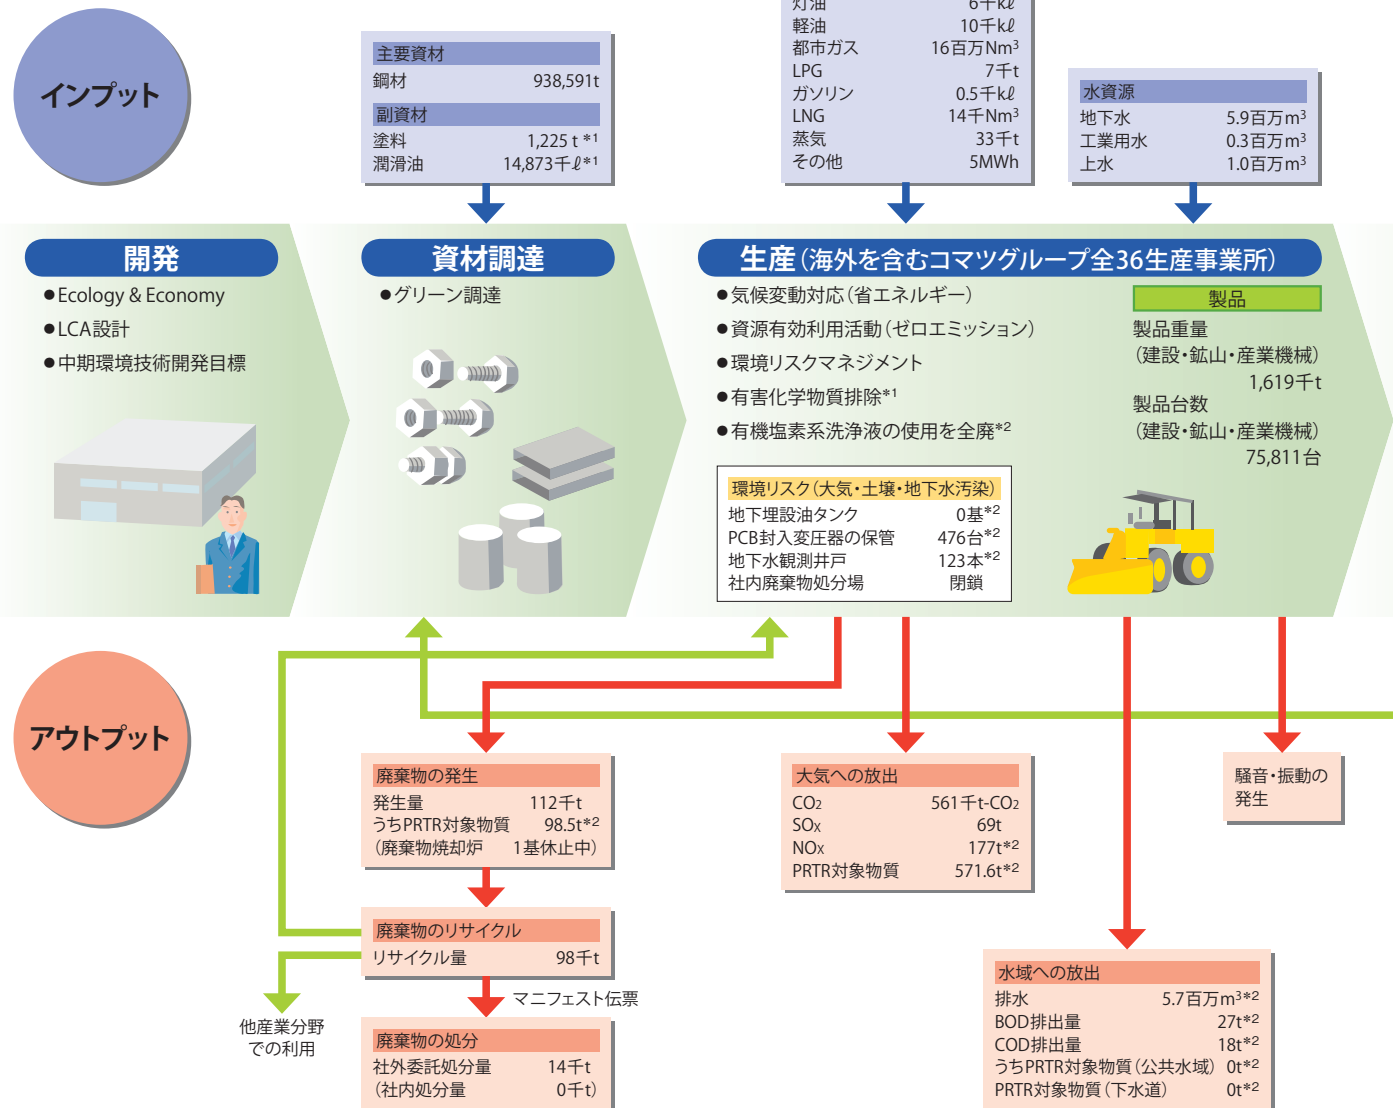 インプット
主要資材
鋼材 938,591t
副資材
塗料 1,225 t *1
潤滑油 14,873千ℓ*1
灯油 6千kℓ
軽油 10千kℓ
都市ガス 16百万Nm3
LPG 7千t
ガソリン 0.5千kℓ
LNG 14千Nm3
蒸気 33千t
その他 5MWh
水資源
地下水 5.9百万m3
工業用水 0.3百万m3
上水 1.0百万m3
開発
●Ecology & Economy
●LCA設計
●中期環境技術開発目標
資材調達
●グリーン調達
生産(海外を含むコマツグループ全36生産事業所)
●気候変動対応(省エネルギー)
●資源有効利用活動(ゼロエミッション)
●環境リスクマネジメント
●有害化学物質排除*1
●有機塩素系洗浄液の使用を全廃*2
環境リスク(大気・土壌・地下水汚染)
地下埋設油タンク 0基*2
PCB封入変圧器の保管 476台*2
地下水観測井戸 123本*2
社内廃棄物処分場 閉鎖
製品
製品重量
(建設・鉱山・産業機械)
1,619千t
製品台数
(建設・鉱山・産業機械)
75,811台
アウトプット
廃棄物の発生
発生量 112千t
うちPRTR対象物質 98.5t*2
(廃棄物焼却炉 1基休止中)
廃棄物のリサイクル
リサイクル量 98千t
マニフェスト伝票
他産業分野
での利用
廃棄物の処分
社外委託処分量 14千t
(社内処分量 0千t)
大気への放出
CO2 561千t-CO2
SOX 69t
NOX 177t*2
PRTR対象物質 571.6t*2
騒音・振動の
発生
水域への放出
排水 5.7百万m3*2
BOD排出量 27t*2
COD排出量 18t*2
うちPRTR対象物質(公共水域) 0t*2
PRTR対象物質(下水道) 0t*2